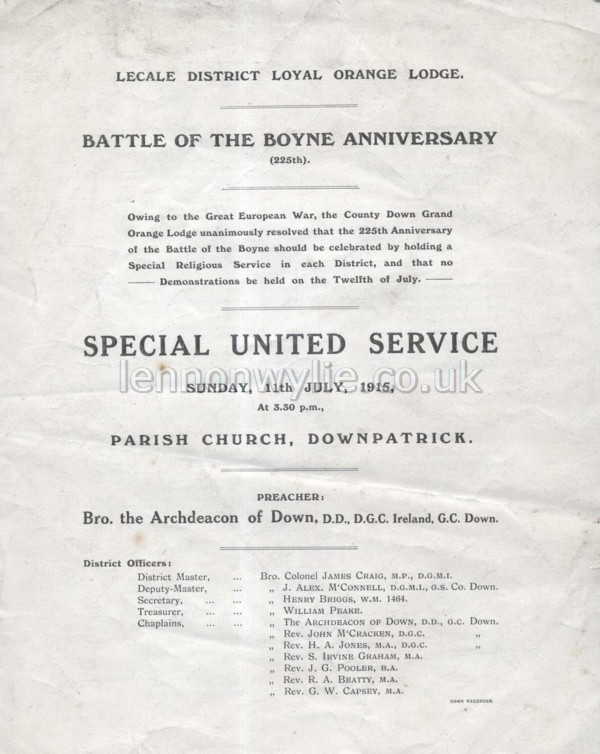 LECALE DISTRICT LOYAL ORANGE LODGE.
BATTLE OF THE BOYNE ANNIVERSARY
(225th).
Owing to the Great European War, the County Down Grand
Orange Lodge unanimously resolved that the 225th Anniversary
of the Battle of the Boyne should be celebrated by holding a
Special Religious Service in each District, and that no
Demonstrations be held on the Twelfth of July.
SPECIAL UNITED SERVICE
lennonwylie.co.uk
SUNDAY, 11th JULY, 1915,
At 3.30 p.m.,
PARISH CHURCH, DOWNPATRICK.
PREACHER:
Bro. the Archdeacon of Down, D.D., D.G.C. Ireland, G.C. Down.
District Officers:
District Master, ... Bro. Colonel JAMES CRAIG, M.P., D.G.M.I.
Deputy-Master, ... „ J. ALEX. M'CONNELL, D.G.M.I., G.S. Co. Down.
Secretary, ... ... „ HENRY BRIGGS, W.M. 1464.
Treasurer, ... ... „ WILLIAM PEAKE.
Chaplains, ... ... „ The ARCHDEACON OF DOWN, D.D., G.C. Down.
„ Rev. JOHN M'CRACKEN, D.G.C. „
„ Rev. H. A. JONES, M.A., D.G.C. „
„ Rev. S. IRVINE GRAHAM, M.A.
„ Rev. J. G. POOLER, B.A.
„ Rev. R. A. BEATTY, M.A.
„ Rev. G. W. CAPSEY, M.A.
DOWN RECORDER.